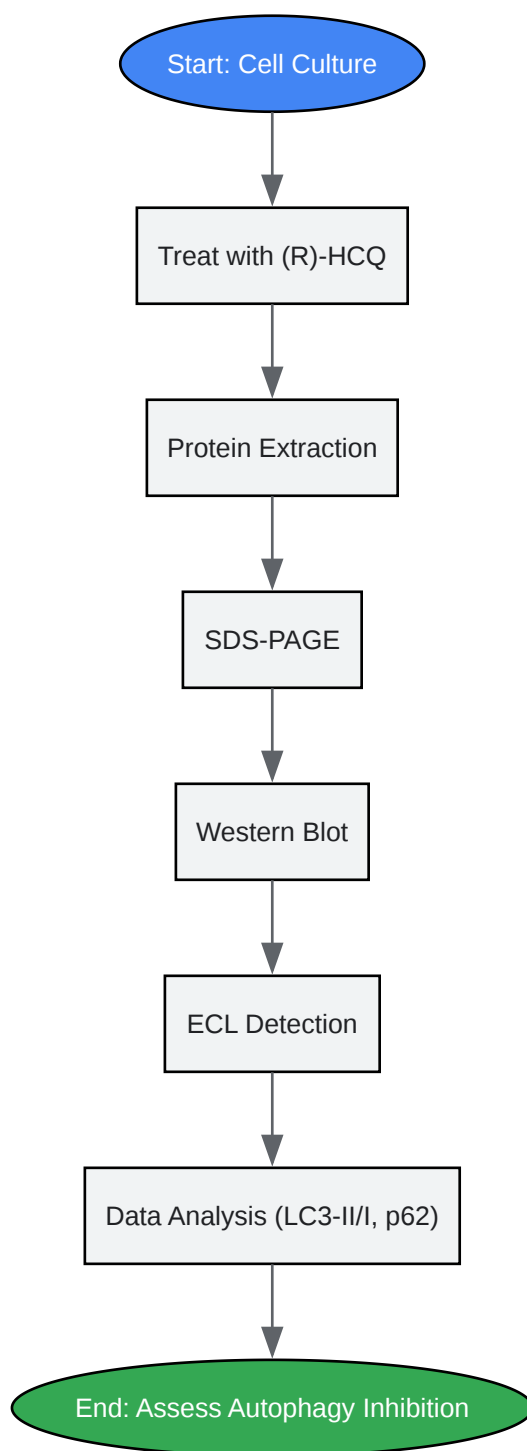 Start: Cell Culture
Treat with (R)-HCQ
Protein Extraction
SDS-PAGE
Western Blot
ECL Detection
Data Analysis (LC3-II/I, p62)
End: Assess Autophagy Inhibition